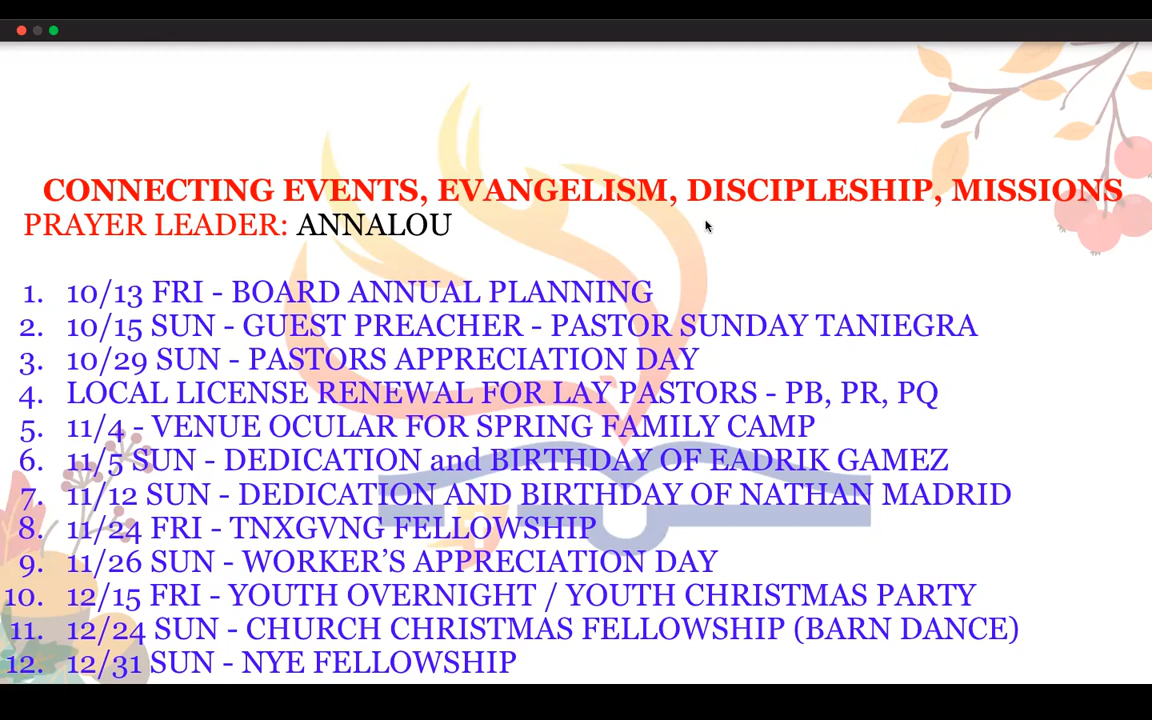 CONNECTING EVENTS, EVANGELISM, DISCIPLESHIP, MISSIONS
PRAYER LEADER: ANNALOU
1. 10/13 FRI - BOARD ANNUAL PLANNING
2. 10/15 SUN - GUEST PREACHER - PASTOR SUNDAY TANIEGRA
3. 10/29 SUN - PASTORS APPRECIATION DAY
4. LOCAL LICENSE RENEWAL FOR LAY PASTORS - PB, PR, PQ
5. 11/4 - VENUE OCULAR FOR SPRING FAMILY CAMP
6. 11/5 SUN - DEDICATION and BIRTHDAY OF EADRIK GAMEZ
7. 11/12 SUN - DEDICATION AND BIRTHDAY OF NATHAN MADRID
8. 11/24 FRI - TNXGVNG FELLOWSHIP
9. 11/26 SUN - WORKER’S APPRECIATION DAY
10. 12/15 FRI - YOUTH OVERNIGHT / YOUTH CHRISTMAS PARTY
11. 12/24 SUN - CHURCH CHRISTMAS FELLOWSHIP (BARN DANCE)
12. 12/31 SUN - NYE FELLOWSHIP